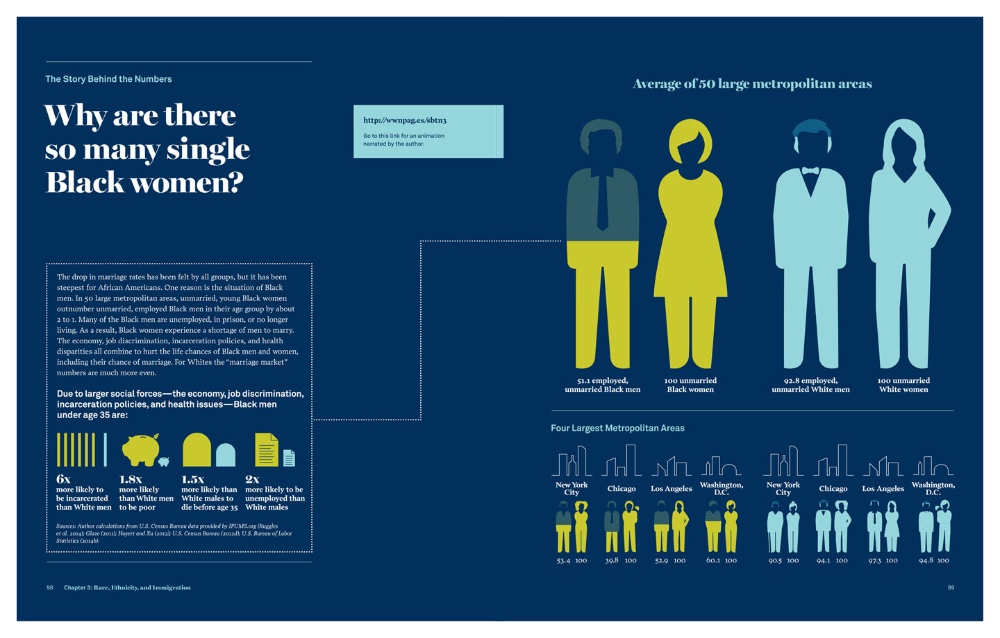 The Story Behind the Numbers
Why are there
so many single
Black women?
http://wwnpag.es/sbtn3
Go to this link for an animation
narrated by the author.
The drop in marriage rates has been felt by all groups, but it has been
steepest for African Americans. One reason is the situation of Black
men. In 50 large metropolitan areas, unmarried, young Black women
outnumber unmarried, employed Black men in their age group by about
2 to 1. Many of the Black men are unemployed, in prison, or no longer
living. As a result, Black women experience a shortage of men to marry.
The economy, job discrimination, incarceration policies, and health
disparities all combine to hurt the life chances of Black men and women,
including their chance of marriage. For Whites the “marriage market”
numbers are much more even.
Due to larger social forces—the economy, job discrimination,
incarceration policies, and health issues—Black men
under age 35 are:
6x
more likely to
be incarcerated
than White men
1.8x
more likely
than White men
to be poor
1.5x
more likely than
White males to
die before age 35
2x
more likely to be
unemployed than
White males
Sources: Author calculations from U.S. Census Bureau data provided by IPUMS.org (Ruggles
et al. 2014); Glaze (2011); Hoyert and Xu (2012); U.S. Census Bureau (2012d); U.S. Bureau of Labor
Statistics (2014b).
98 Chapter 3: Race, Ethnicity, and Immigration
Average of 50 large metropolitan areas
51.1 employed,
unmarried Black men
100 unmarried
Black women
92.8 employed,
unmarried White men
100 unmarried
White women
Four Largest Metropolitan Areas
New York
City
Chicago
Los Angeles
Washington,
D.C.
New York
City
Chicago
Los Angeles
Washington,
D.C.
53.4 100
39.8 100
52.9 100
60.1 100
90.5 100
94.1 100
97.3 100
94.8 100
99